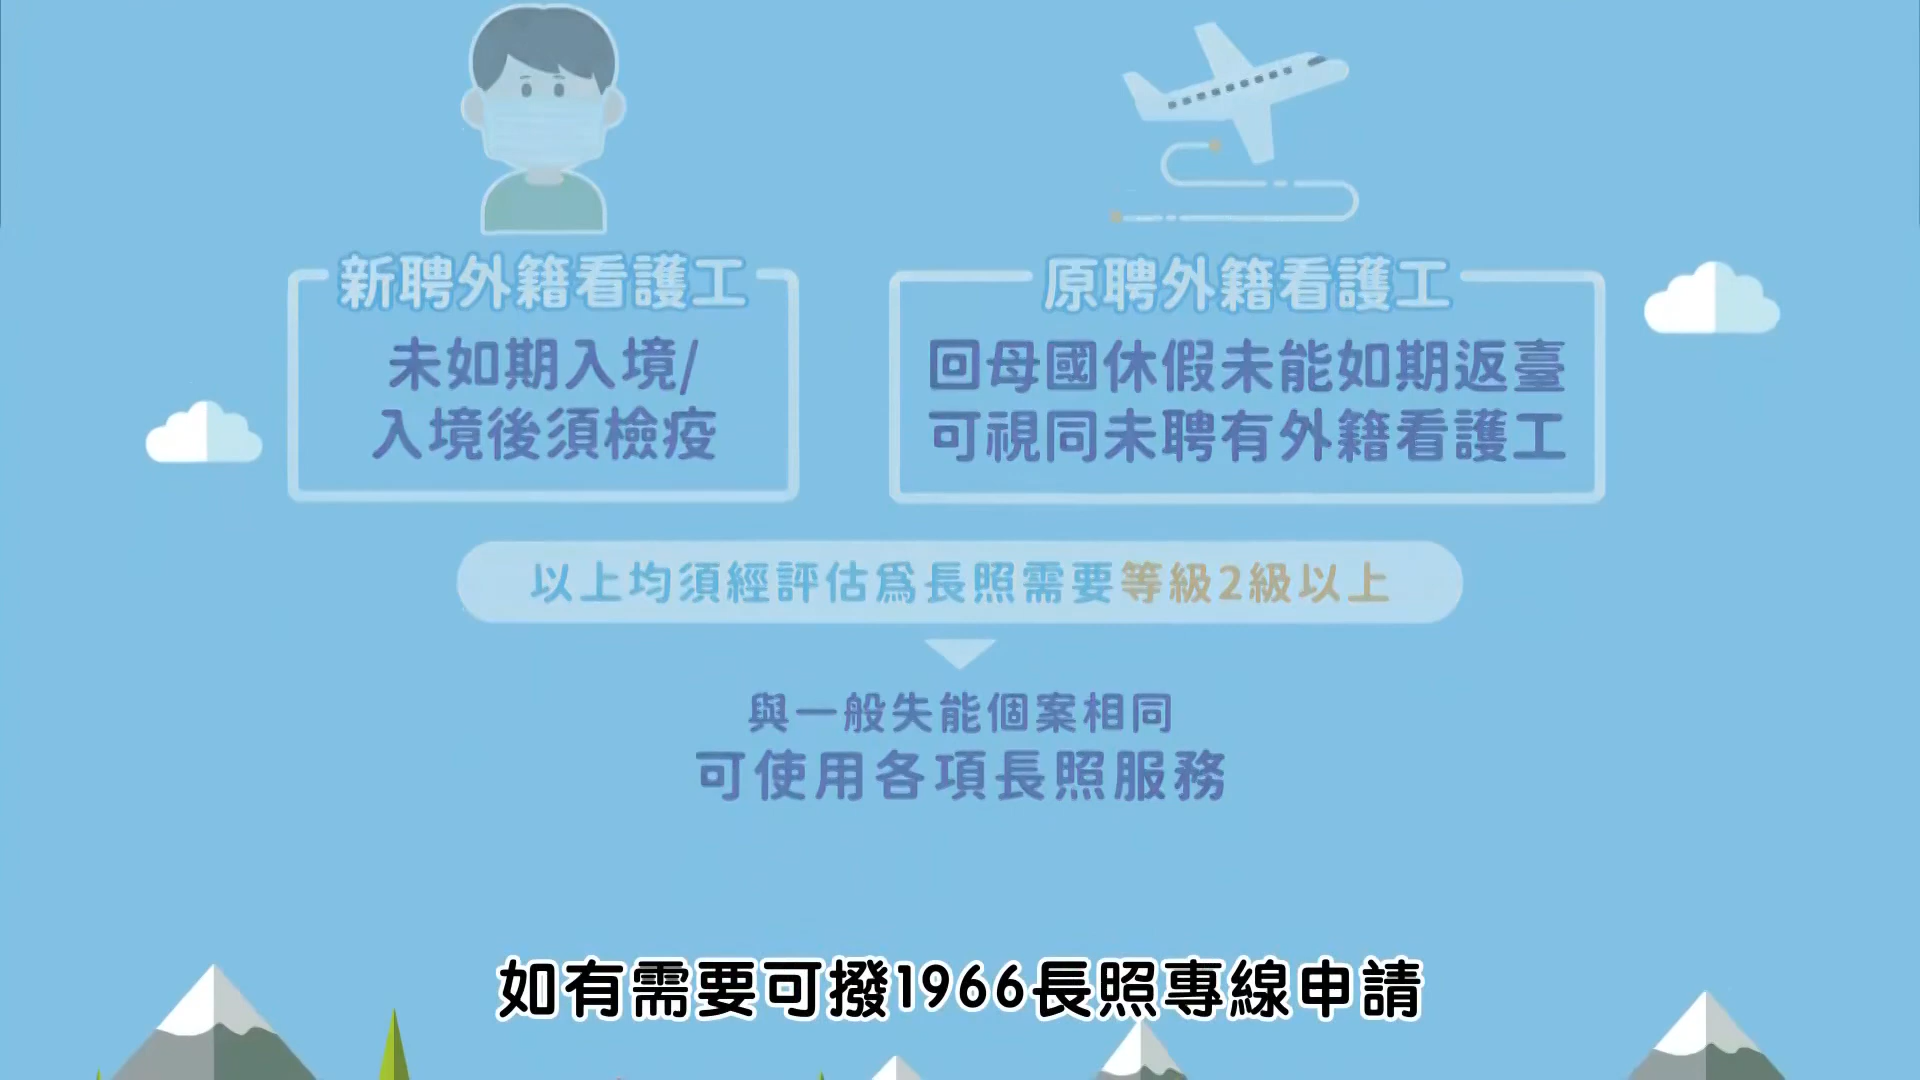 新聘外籍看護工
未如期入境/
入境後須檢疫
原聘外籍看護工
回母國休假未能如期返臺
可視同未聘有外籍看護工
以上均須經評估為長照需要等級2級以上
與一般失能個案相同
可使用各項長照服務
如有需要可撥1966長照專線申請